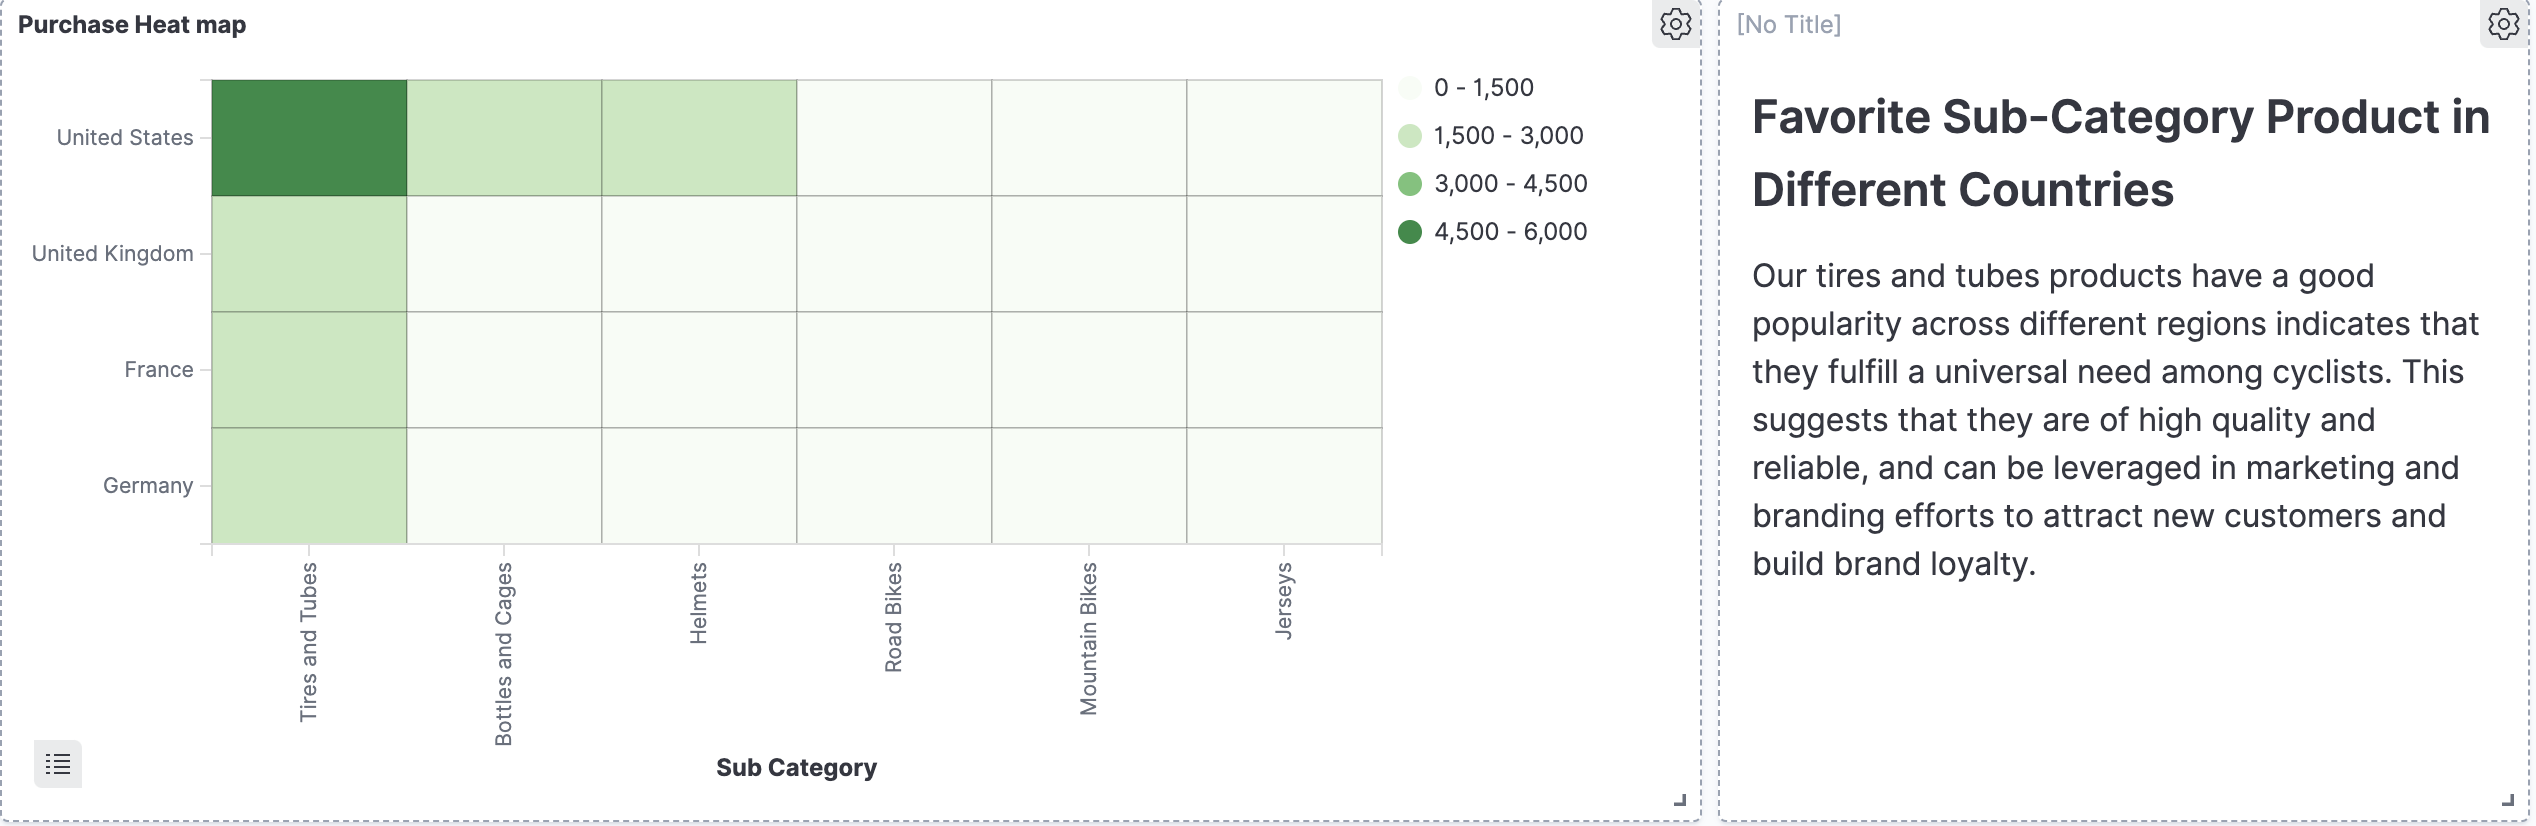 Purchase Heat map
United States
United Kingdom
France
Germany
Tires and Tubes
Bottles and Cages
Helmets
Road Bikes
Mountain Bikes
Jerseys
Sub Category
0 - 1,500
1,500 - 3,000
3,000 - 4,500
4,500 - 6,000
[No Title]
Favorite Sub-Category Product in
Different Countries
Our tires and tubes products have a good
popularity across different regions indicates that
they fulfill a universal need among cyclists. This
suggests that they are of high quality and
reliable, and can be leveraged in marketing and
branding efforts to attract new customers and
build brand loyalty.